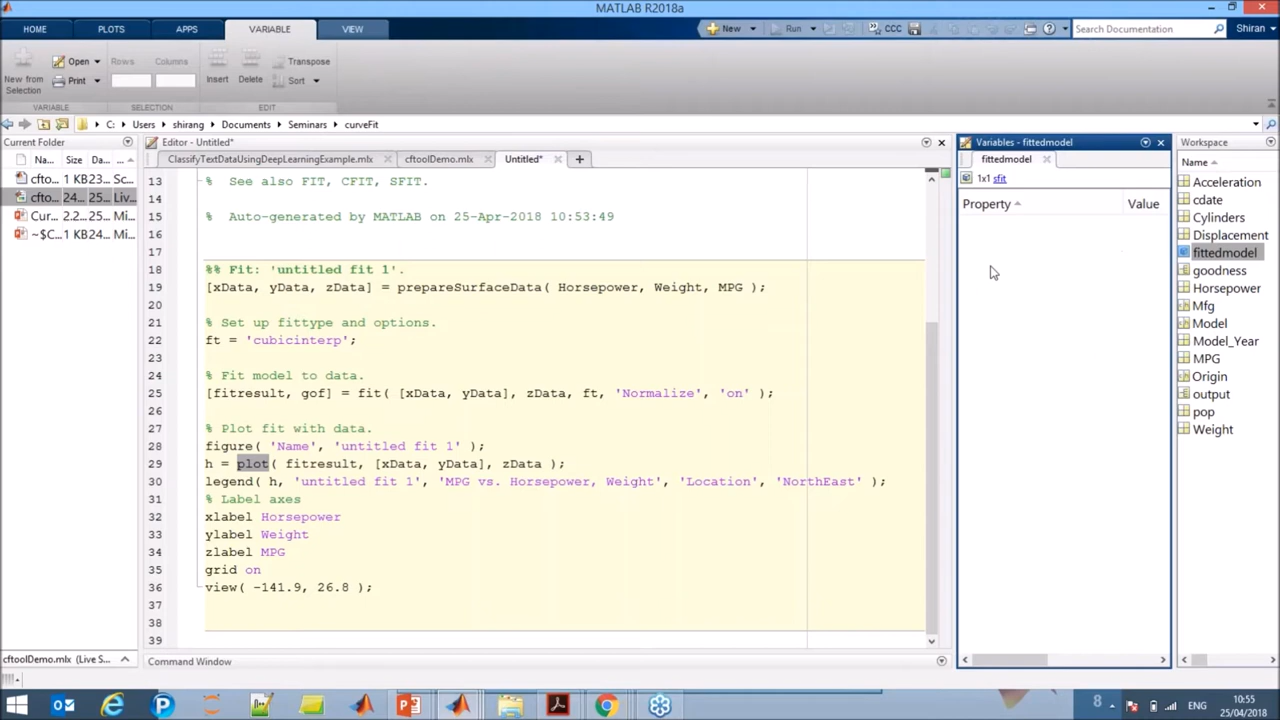 MATLAB R2018a
HOME PLOTS APPS VARIABLE VIEW
New Run CCC Search Documentation Shiran
New from Selection
Open
Print
Rows Columns
Insert Delete
Transpose
Sort
VARIABLE SELECTION EDIT
C: Users shirang Documents Seminars curveFit
Current Folder
Na... Size Da...
cfto... 1 KB 23... Sc...
cfto... 24... 25... Liv...
Cur... 2.2... 25... Mi...
~$C... 1 KB 24... Mi...
cftoolDemo.mlx (Live S...
Editor - Untitled*
ClassifyTextDataUsingDeepLearningExample.mlx cftoolDemo.mlx Untitled* +
13 % See also FIT, CFIT, SFIT.
14
15 % Auto-generated by MATLAB on 25-Apr-2018 10:53:49
16
17
18 %% Fit: 'untitled fit 1'.
19 [xData, yData, zData] = prepareSurfaceData( Horsepower, Weight, MPG );
20
21 % Set up fittype and options.
22 ft = 'cubicinterp';
23
24 % Fit model to data.
25 [fitresult, gof] = fit( [xData, yData], zData, ft, 'Normalize', 'on' );
26
27 % Plot fit with data.
28 figure( 'Name', 'untitled fit 1' );
29 h = plot( fitresult, [xData, yData], zData );
30 legend( h, 'untitled fit 1', 'MPG vs. Horsepower, Weight', 'Location', 'NorthEast' );
31 % Label axes
32 xlabel Horsepower
33 ylabel Weight
34 zlabel MPG
35 grid on
36 view( -141.9, 26.8 );
37
38
39
Command Window
Variables - fittedmodel
fittedmodel
1x1 sfit
Property Value
Workspace
Name
Acceleration
cdate
Cylinders
Displacement
fittedmodel
goodness
Horsepower
Mfg
Model
Model_Year
MPG
Origin
output
pop
Weight
ENG
10:55
25/04/2018